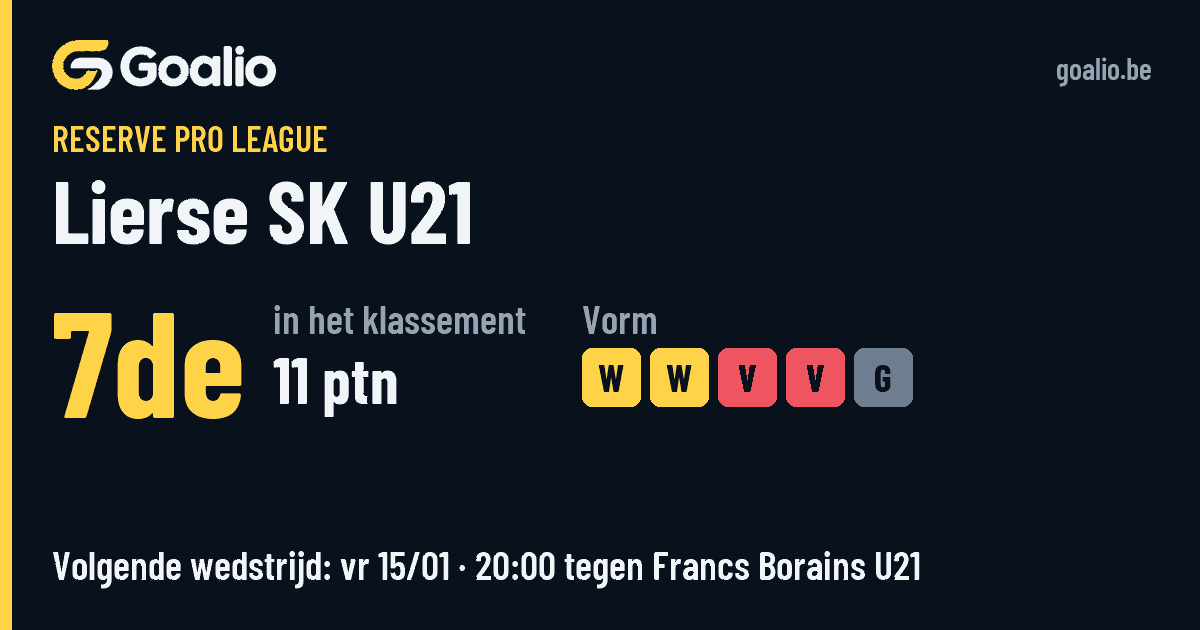 Goalio
goalio.be
RESERVE PRO LEAGUE
Lierse SK U21
7de
in het klassement
11 ptn
Vorm
W W V V G
Volgende wedstrijd: vr 15/01 · 20:00 tegen Francs Borains U21